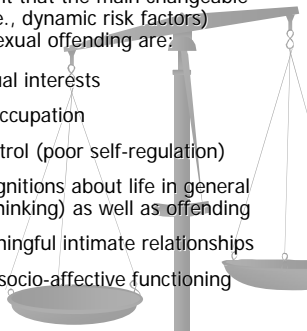 t that the main changeable
e., dynamic risk factors)
exual offending are:
ual interests
ccupation
trol (poor self-regulation)
gnitions about life in general
hinking) as well as offending
ningful intimate relationships
socio-affective functioning